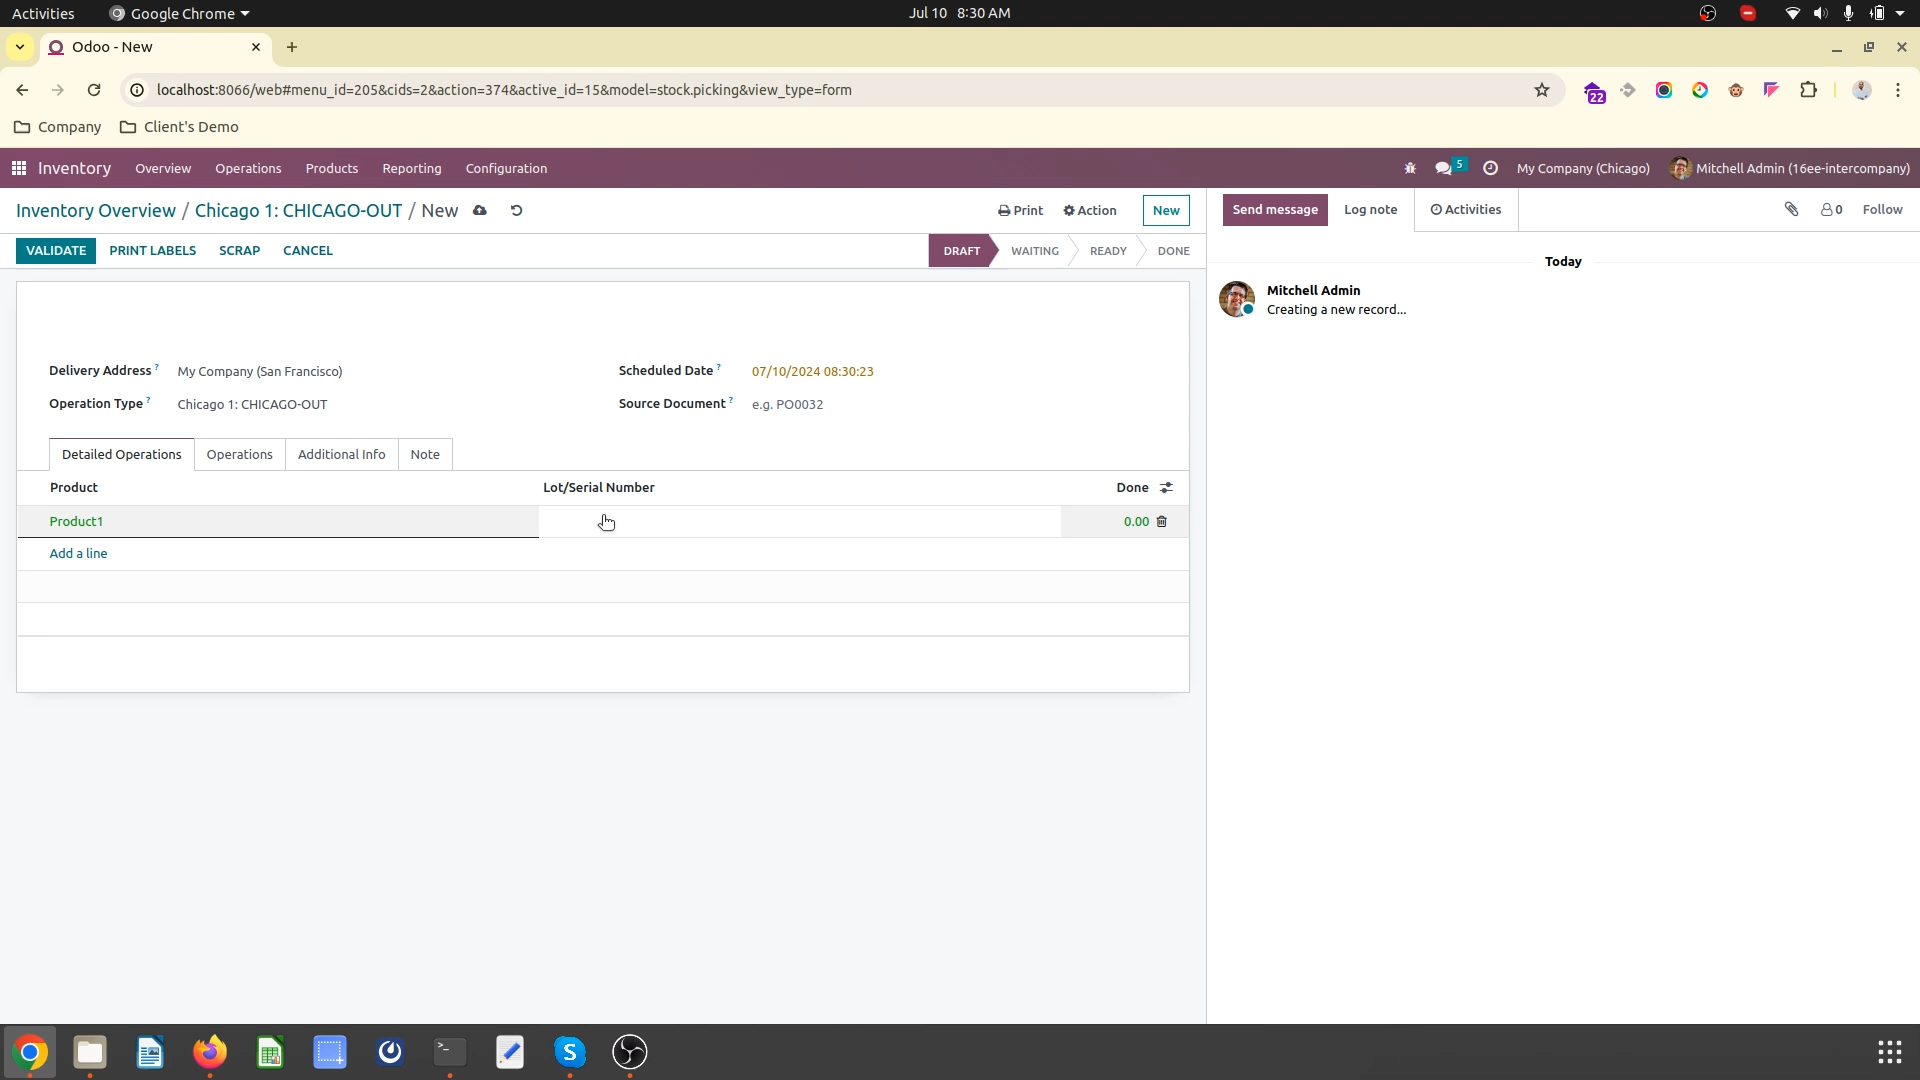 Activities Google Chrome Jul 10 8:30 AM
Odoo - New
localhost:8066/web#menu_id=205&cids=2&action=374&active_id=15&model=stock.picking&view_type=form 22
Company Client's Demo
Inventory Overview Operations Products Reporting Configuration 5 My Company (Chicago) Mitchell Admin (16ee-intercompany)
Inventory Overview / Chicago 1: CHICAGO-OUT / New Print Action New Send message Log note Activities 0 Follow
VALIDATE PRINT LABELS SCRAP CANCEL DRAFT WAITING READY DONE
Today
Mitchell Admin
Creating a new record...
Delivery Address ? My Company (San Francisco) Scheduled Date ? 07/10/2024 08:30:23
Operation Type ? Chicago 1: CHICAGO-OUT Source Document ? e.g. PO0032
Detailed Operations Operations Additional Info Note
Product Lot/Serial Number Done
Product1 0.00
Add a line